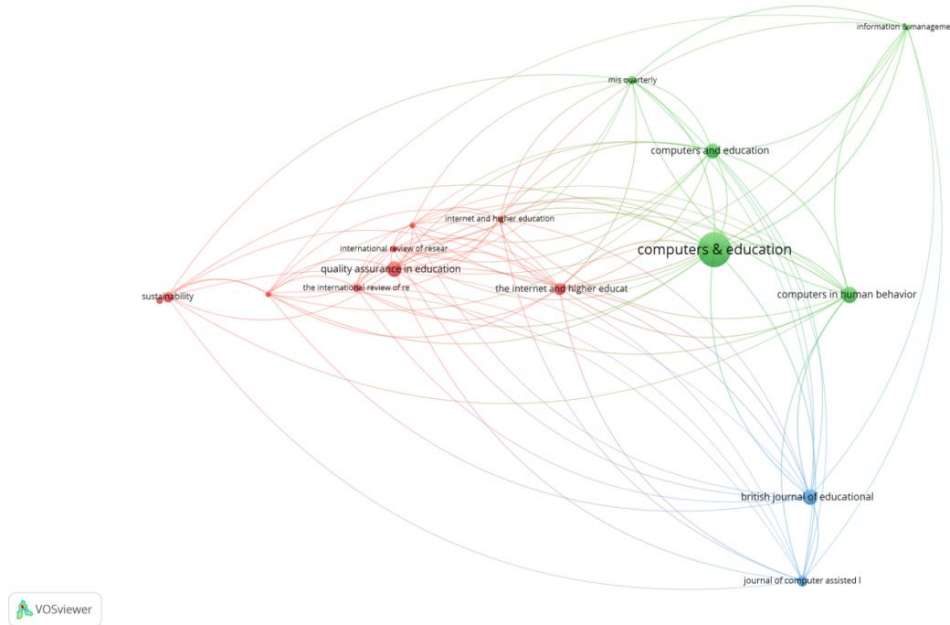 information & manageme
mis quarterly
computers and education
internet and higher education
computers & education
international review of resear
quality assurance in education
the international review of re
the internet and higher educat
sustainability
computers in human behavior
british journal of educational
journal of computer assisted l
VOSviewer